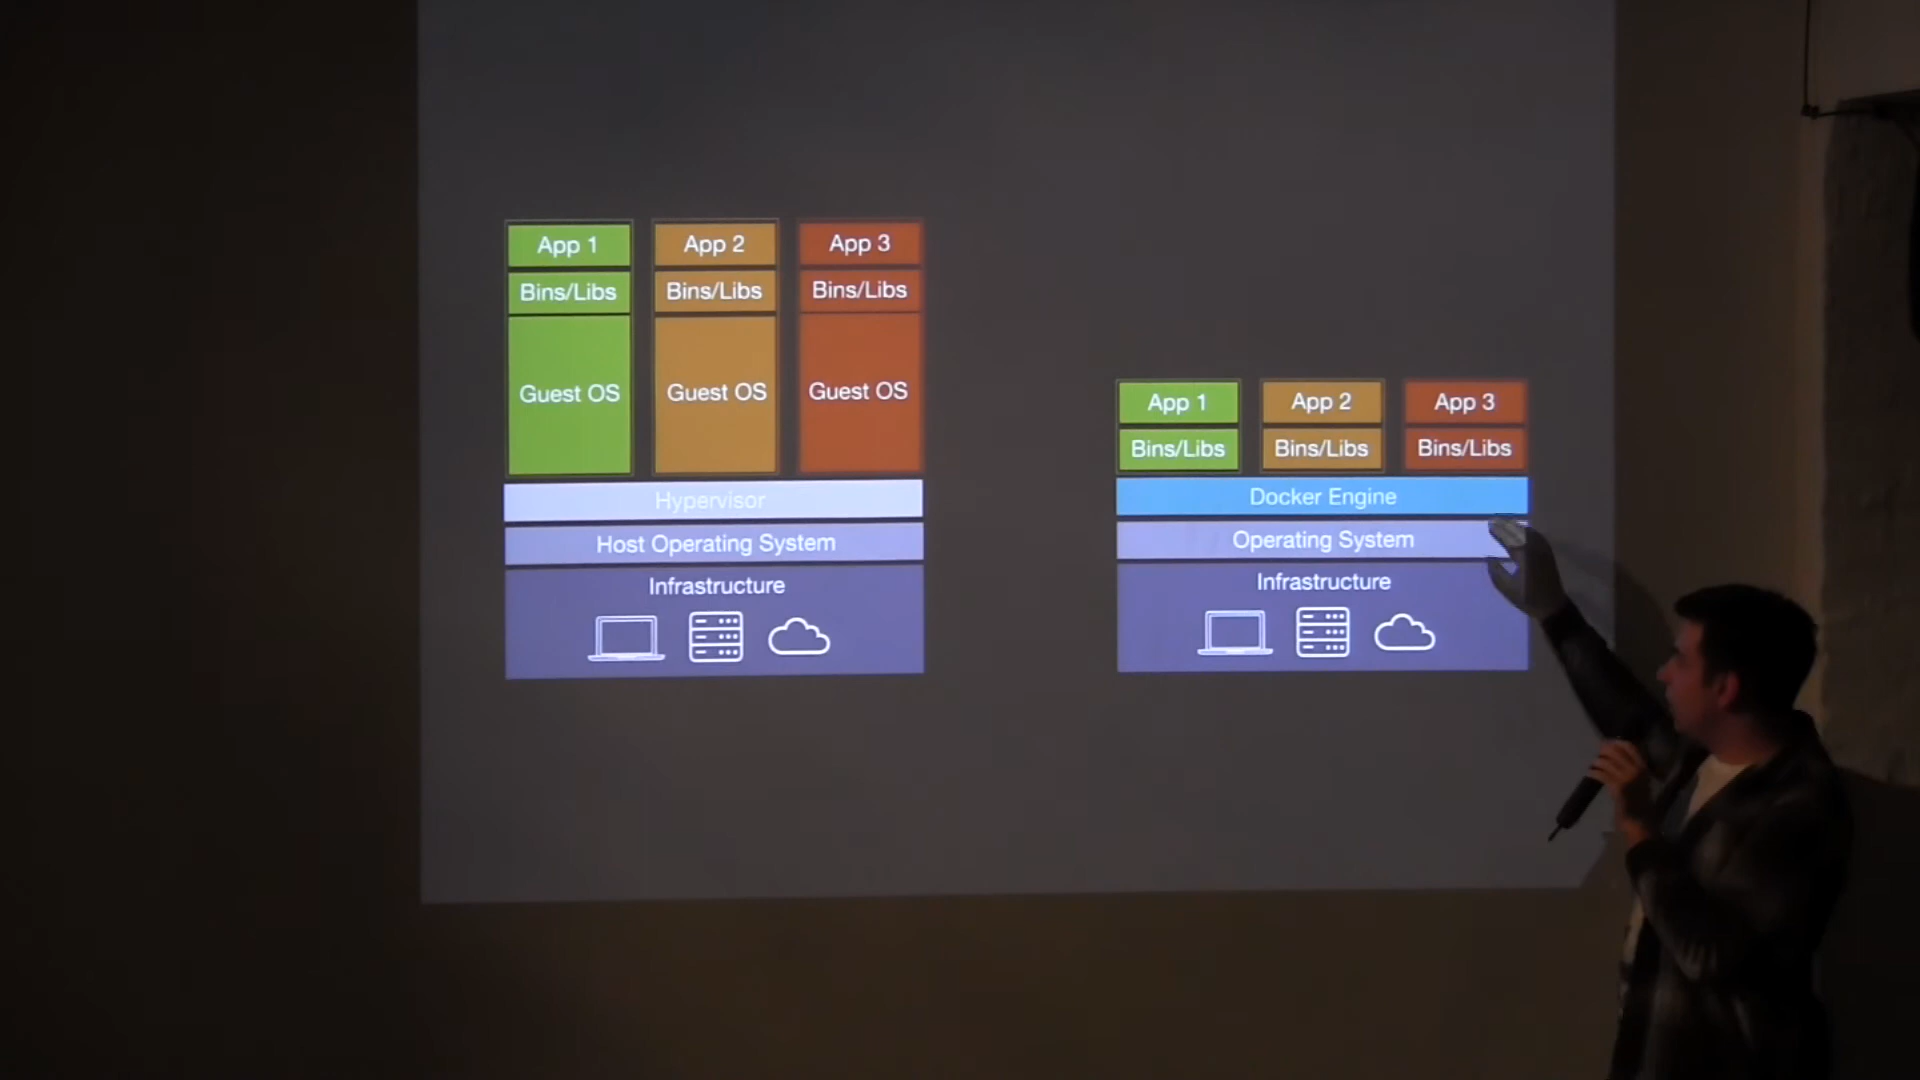 App 1
App 2
App 3
Bins/Libs
Bins/Libs
Bins/Libs
Guest OS
Guest OS
Guest OS
Hypervisor
Host Operating System
Infrastructure
App 1
App 2
App 3
Bins/Libs
Bins/Libs
Bins/Libs
Docker Engine
Operating System
Infrastructure